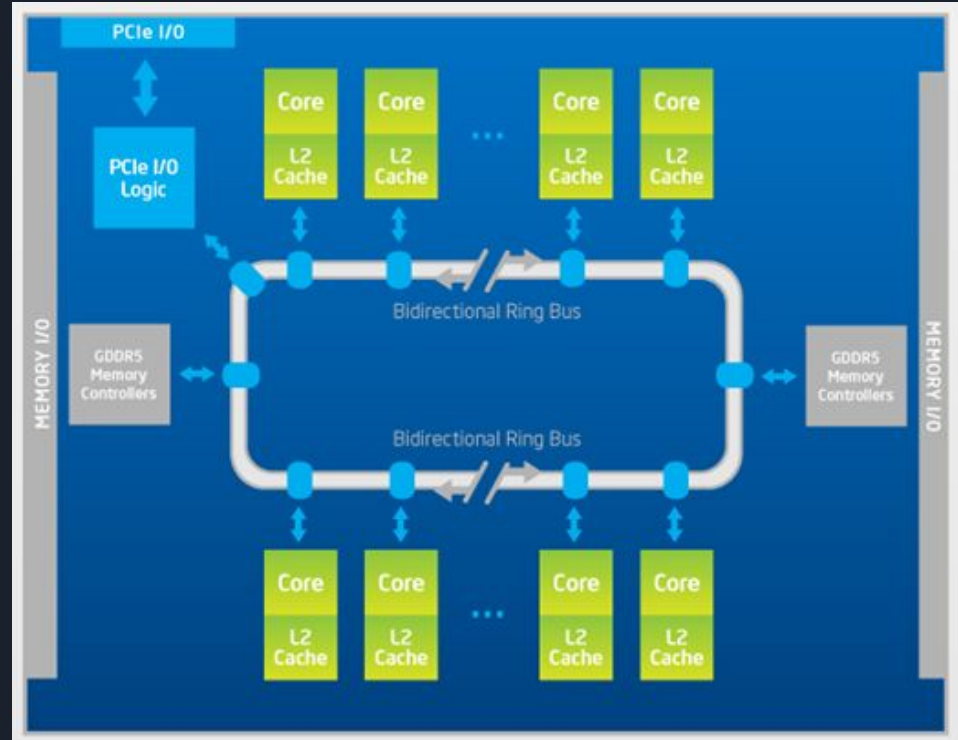 PCIe I/O
PCIe I/O
Logic
Core
L2
Cache
Core
L2
Cache
...
Core
L2
Cache
Core
L2
Cache
Bidirectional Ring Bus
MEMORY I/O
GDDR5
Memory
Controllers
GDDR5
Memory
Controllers
MEMORY I/O
Bidirectional Ring Bus
Core
L2
Cache
Core
L2
Cache
...
Core
L2
Cache
Core
L2
Cache